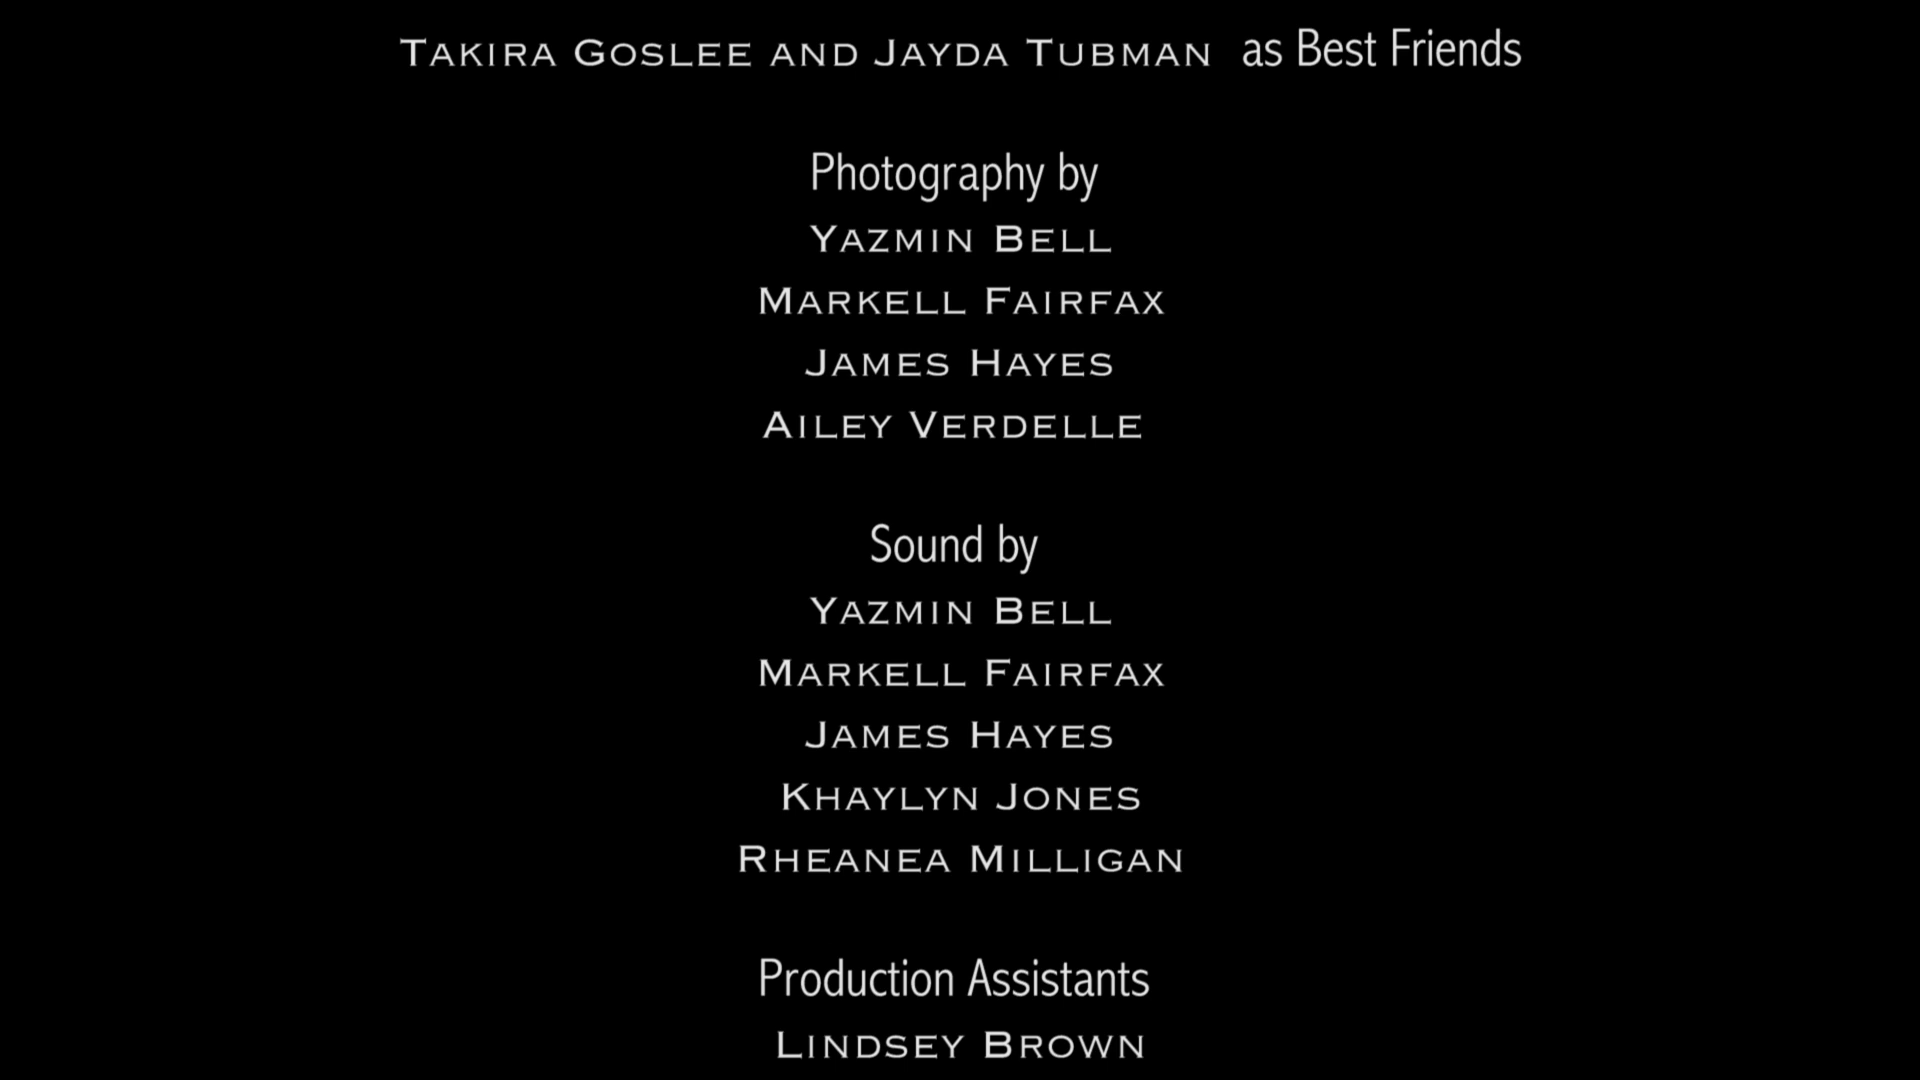 Takira Goslee and Jayda Tubman as Best Friends
Photography by
Yazmin Bell
Markell Fairfax
James Hayes
Ailey Verdelle
Sound by
Yazmin Bell
Markell Fairfax
James Hayes
Khaylyn Jones
Rheanea Milligan
Production Assistants
Lindsey Brown